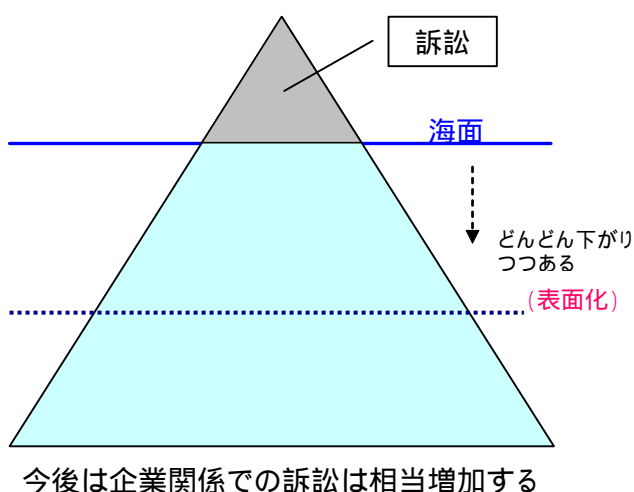 訴訟
海面
どんどん下がり
つつある
(表面化)
今後は企業関係での訴訟は相当増加する